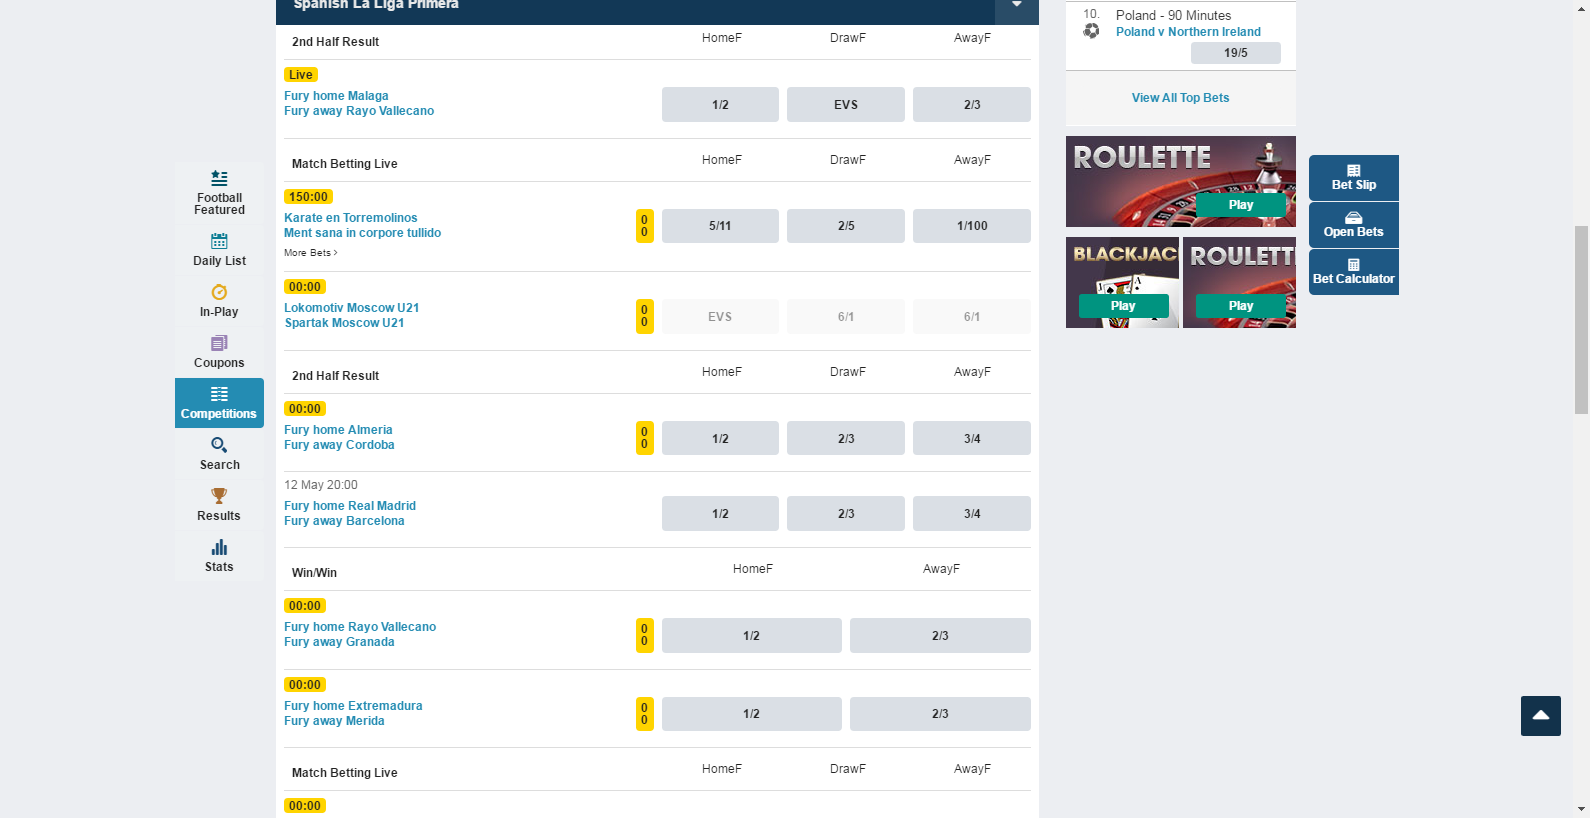 Spanish La Liga Primera
2nd Half Result HomeF DrawF AwayF
Live
Fury home Malaga
Fury away Rayo Vallecano
1/2 EVS 2/3
Match Betting Live HomeF DrawF AwayF
150:00
Karate en Torremolinos
Ment sana in corpore tullido
0
0
5/11 2/5 1/100
More Bets >
00:00
Lokomotiv Moscow U21
Spartak Moscow U21
0
0
EVS 6/1 6/1
2nd Half Result HomeF DrawF AwayF
00:00
Fury home Almeria
Fury away Cordoba
0
0
1/2 2/3 3/4
12 May 20:00
Fury home Real Madrid
Fury away Barcelona
1/2 2/3 3/4
Win/Win HomeF AwayF
00:00
Fury home Rayo Vallecano
Fury away Granada
0
0
1/2 2/3
00:00
Fury home Extremadura
Fury away Merida
0
0
1/2 2/3
Match Betting Live HomeF DrawF AwayF
00:00
Football
Featured
Daily List
In-Play
Coupons
Competitions
Search
Results
Stats
10. Poland - 90 Minutes
Poland v Northern Ireland
19/5
View All Top Bets
ROULETTE
Play
BLACKJAC
Play
ROULETT
Play
Bet Slip
Open Bets
Bet Calculator